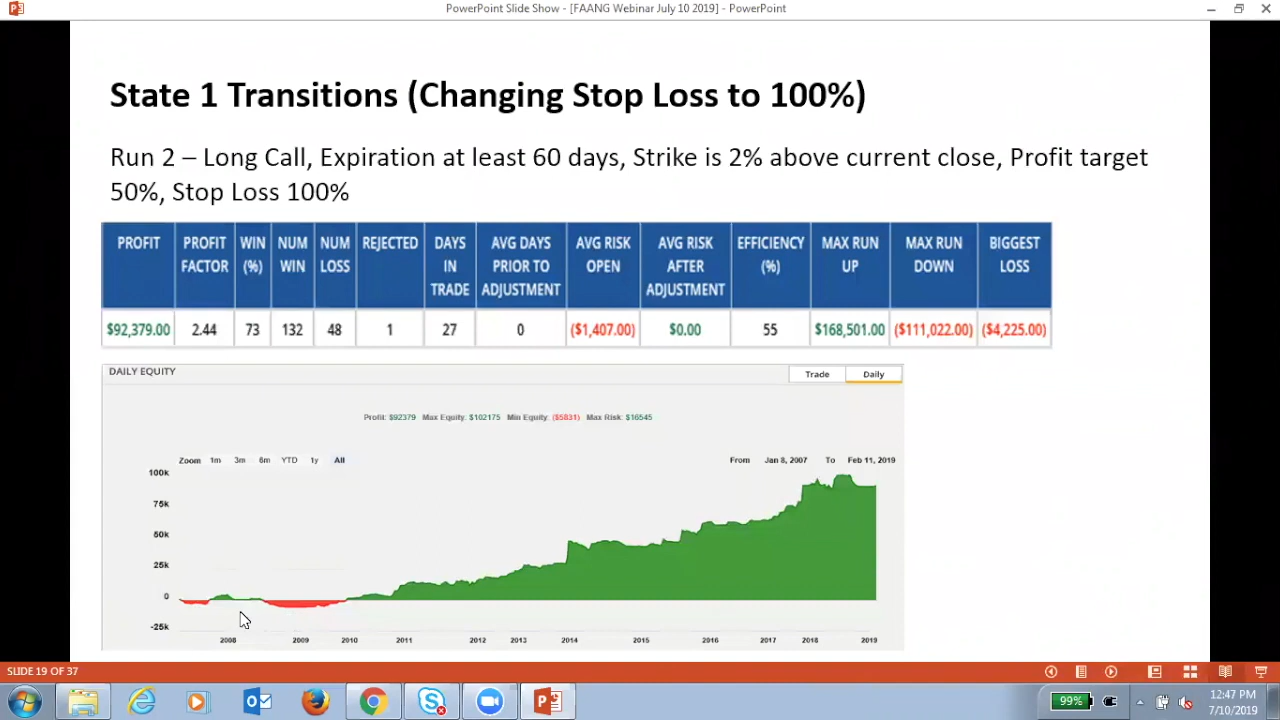 PowerPoint Slide Show - [FAANG Webinar July 10 2019] - PowerPoint
State 1 Transitions (Changing Stop Loss to 100%)
Run 2 – Long Call, Expiration at least 60 days, Strike is 2% above current close, Profit target
50%, Stop Loss 100%
PROFIT PROFIT FACTOR WIN (%) NUM WIN NUM LOSS REJECTED DAYS IN TRADE AVG DAYS PRIOR TO ADJUSTMENT AVG RISK OPEN AVG RISK AFTER ADJUSTMENT EFFICIENCY (%) MAX RUN UP MAX RUN DOWN BIGGEST LOSS
$92,379.00 2.44 73 132 48 1 27 0 ($1,407.00) $0.00 55 $168,501.00 ($111,022.00) ($4,225.00)
DAILY EQUITY Trade Daily
Profit: $92379 Max Equity: $102175 Min Equity: ($5831) Max Risk: $16545
Zoom 1m 3m 6m YTD 1y All From Jan 8, 2007 To Feb 11, 2019
100k
75k
50k
25k
0
-25k
2008 2009 2010 2011 2012 2013 2014 2015 2016 2017 2018 2019
SLIDE 19 OF 37
99% 12:47 PM
7/10/2019